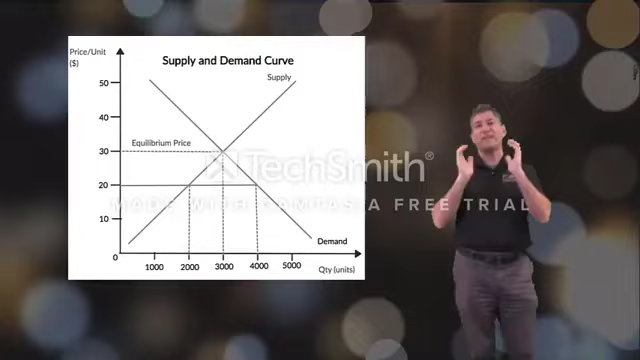 Price/Unit
($)
Supply and Demand Curve
Supply
50
40
Equilibrium Price
30
TechSmith®
20
MADE WITH CAMTASIA FREE TRIAL
10
Demand
0
1000 2000 3000 4000 5000
Qty (units)